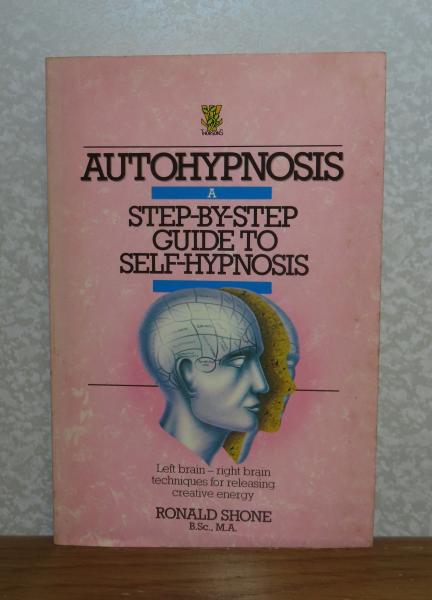 THORSONS
AUTOHYPNOSIS
A
STEP-BY-STEP
GUIDE TO
SELF-HYPNOSIS
Left brain – right brain
techniques for releasing
creative energy
RONALD SHONE
B.Sc., M.A.